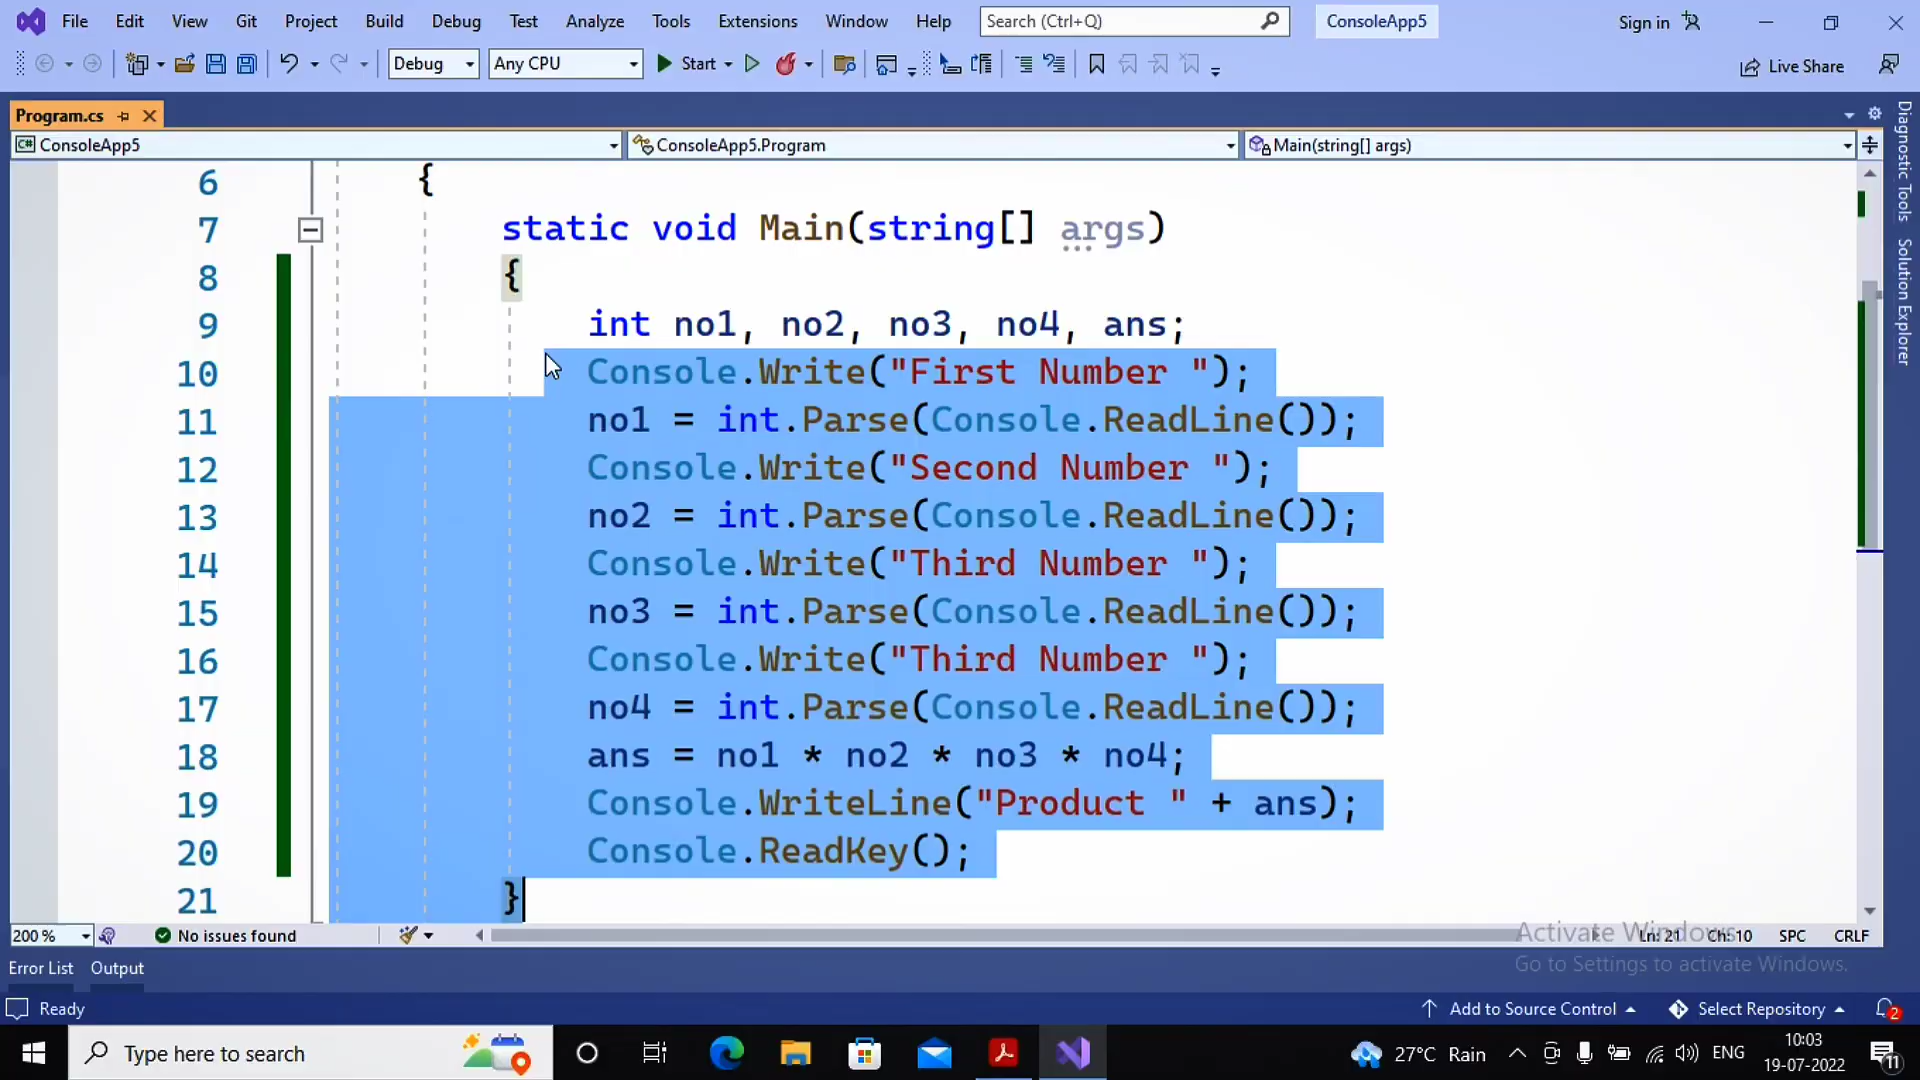 File Edit View Git Project Build Debug Test Analyze Tools Extensions Window Help Search (Ctrl+Q) ConsoleApp5 Sign in
Debug Any CPU Start Live Share
Program.cs
C# ConsoleApp5 ConsoleApp5.Program Main(string[] args)
6 {
7 static void Main(string[] args)
8 {
9 int no1, no2, no3, no4, ans;
10 Console.Write("First Number ");
11 no1 = int.Parse(Console.ReadLine());
12 Console.Write("Second Number ");
13 no2 = int.Parse(Console.ReadLine());
14 Console.Write("Third Number ");
15 no3 = int.Parse(Console.ReadLine());
16 Console.Write("Third Number ");
17 no4 = int.Parse(Console.ReadLine());
18 ans = no1 * no2 * no3 * no4;
19 Console.WriteLine("Product " + ans);
20 Console.ReadKey();
21 }
Diagnostic Tools
Solution Explorer
200 % No issues found Ln: 21 Ch: 10 SPC CRLF
Activate Windows
Go to Settings to activate Windows.
Error List Output
Ready Add to Source Control Select Repository 2
Type here to search 27°C Rain ENG 10:03
19-07-2022 11